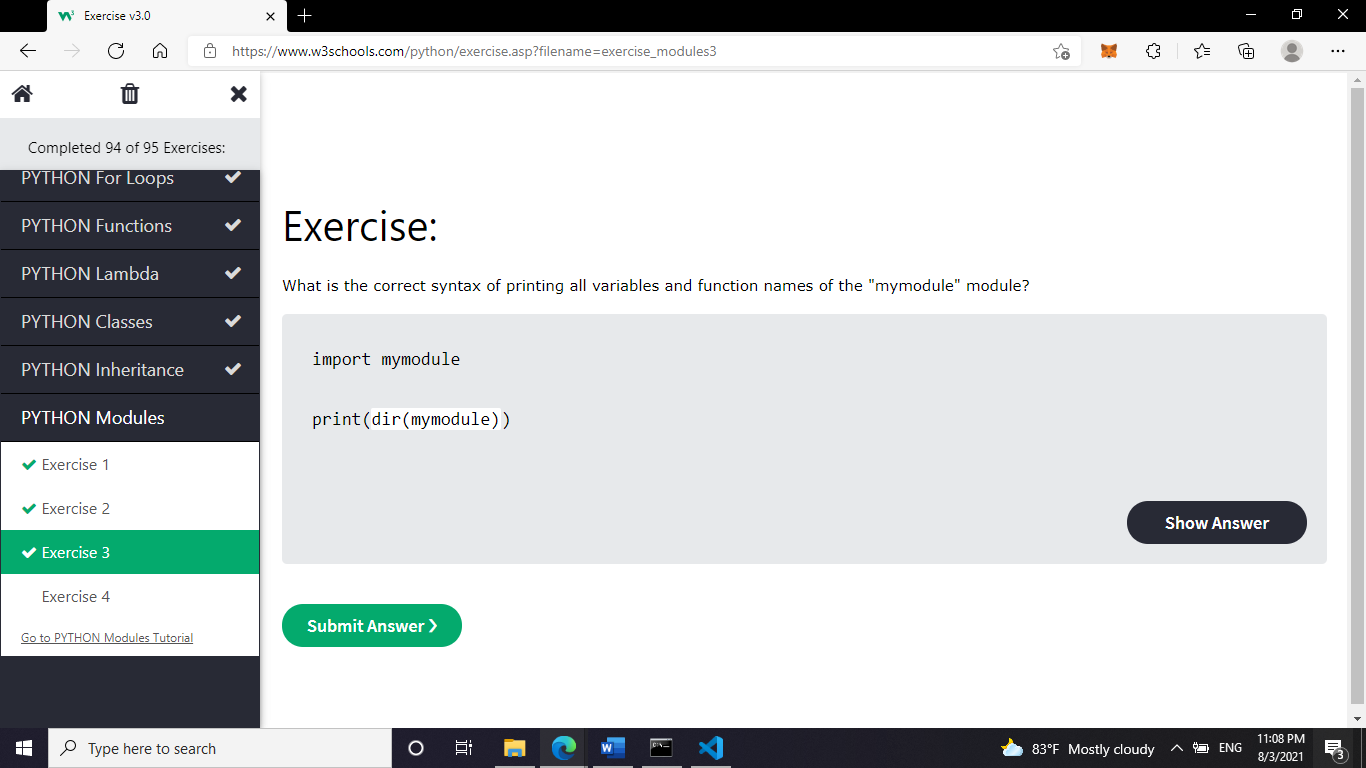 Exercise v3.0
https://www.w3schools.com/python/exercise.asp?filename=exercise_modules3
Completed 94 of 95 Exercises:
PYTHON For Loops
PYTHON Functions
PYTHON Lambda
PYTHON Classes
PYTHON Inheritance
PYTHON Modules
Exercise 1
Exercise 2
Exercise 3
Exercise 4
Go to PYTHON Modules Tutorial
Exercise:
What is the correct syntax of printing all variables and function names of the "mymodule" module?
import mymodule
print(dir(mymodule))
Show Answer
Submit Answer ❯
Type here to search
83°F Mostly cloudy
ENG
11:08 PM
8/3/2021
3